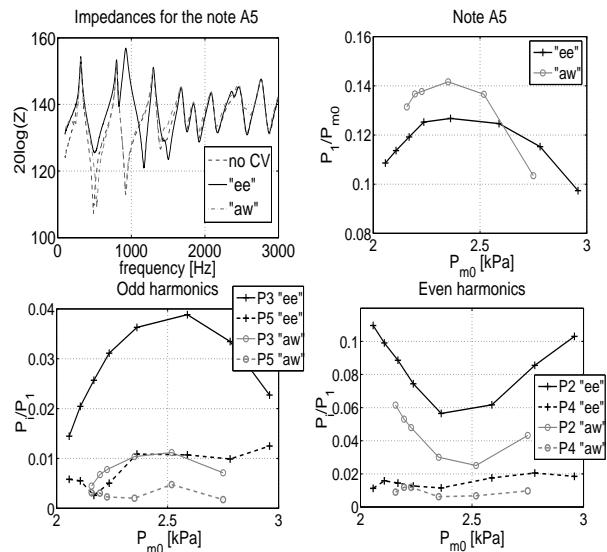 Impedances for the note A5
160
140
120
100
20log(Z)
no CV
"ee"
"aw"
0 1000 2000 3000
frequency [Hz]
Note A5
0.16
0.14
0.12
0.1
0.08
P1/Pm0
"ee"
"aw"
2 2.5 3
Pm0 [kPa]
Odd harmonics
0.04
0.03
0.02
0.01
0
Pi/P1
P3 "ee"
P5 "ee"
P3 "aw"
P5 "aw"
2 2.5 3
Pm0 [kPa]
Even harmonics
0.1
0.08
0.06
0.04
0.02
0
Pi/P1
P2 "ee"
P4 "ee"
P2 "aw"
P4 "aw"
2 2.5 3
Pm0 [kPa]